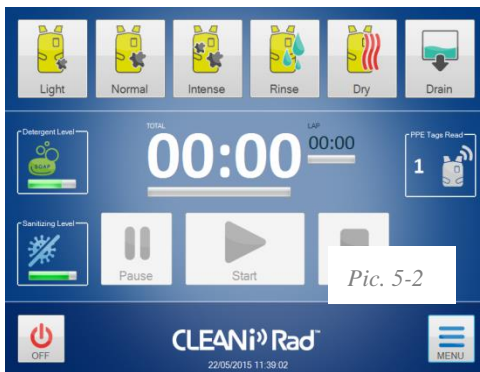 Light Normal Intense Rinse Dry Drain
Detergent Level
SOAP
TOTAL
00:00
LAP
00:00
PPE Tags Read
1
Sanitizing Level
Pause Start
Pic. 5-2
OFF
CLEANi Rad™
22/05/2015 11:39:02
MENU